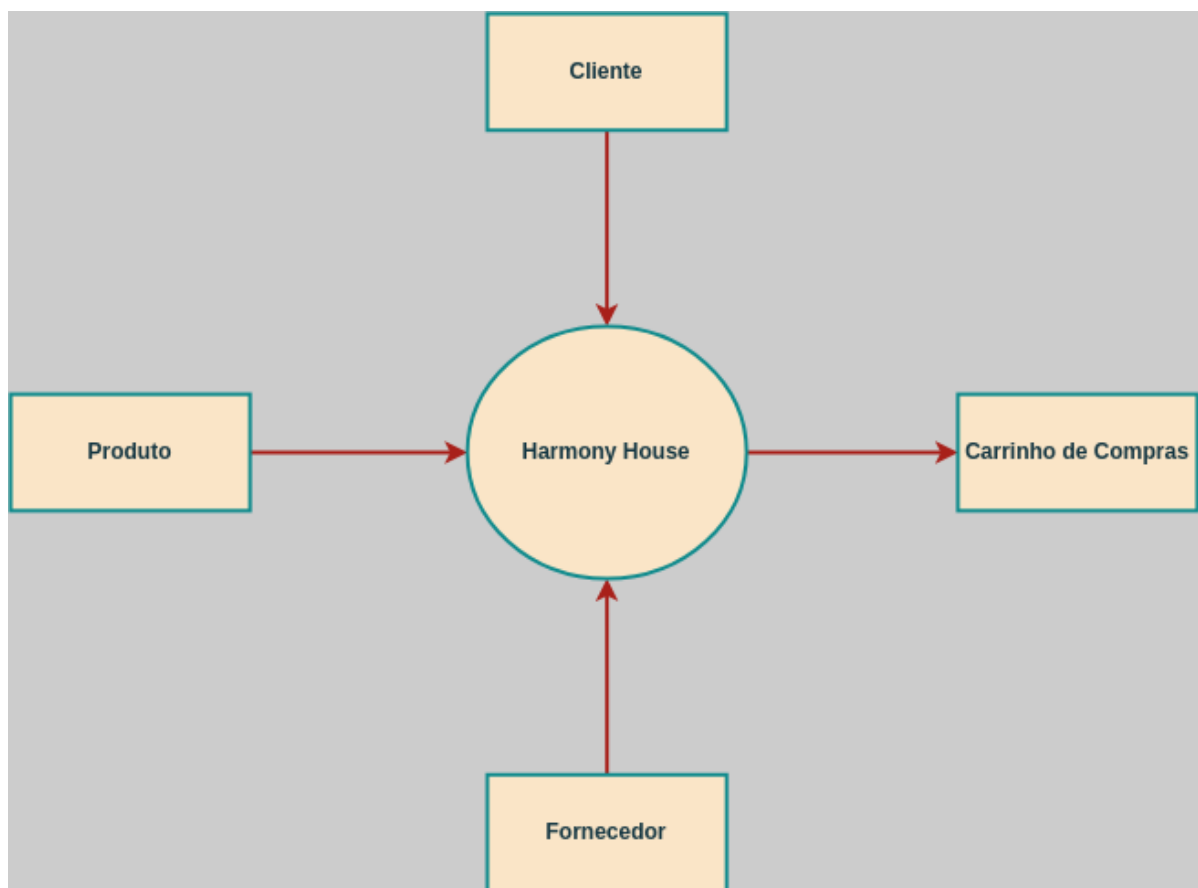 Cliente
Produto
Harmony House
Carrinho de Compras
Fornecedor